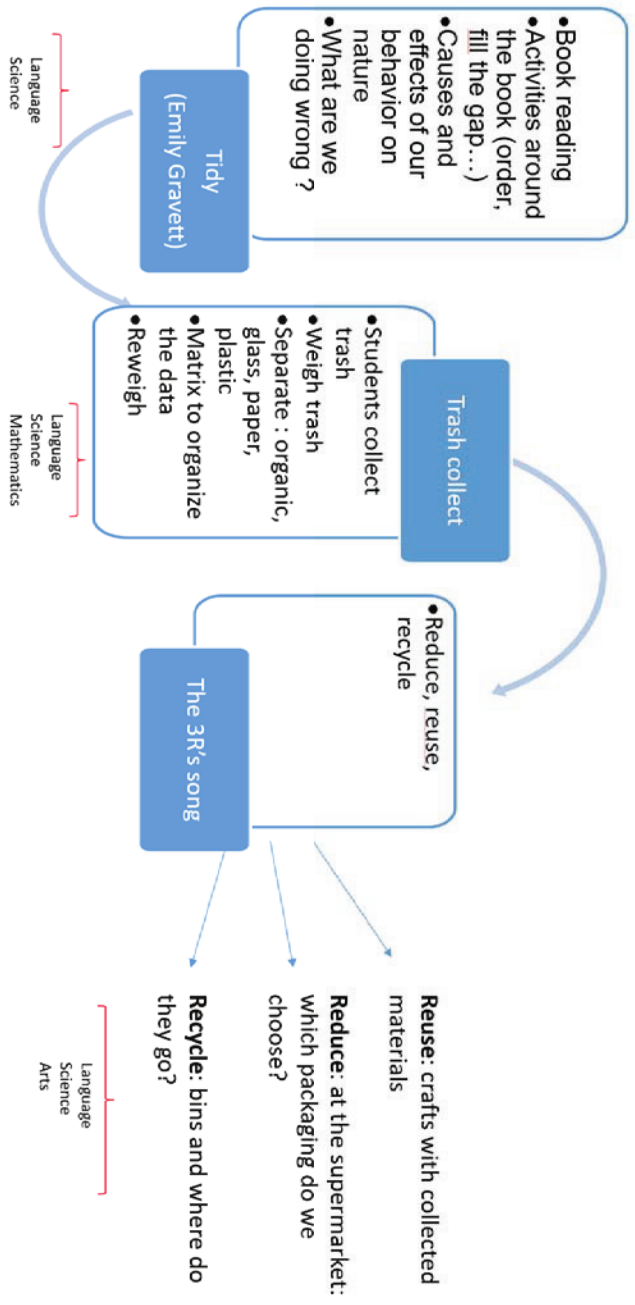 •Book reading
•Activities around
the book (order,
fill the gap….)
•Causes and
effects of our
behavior on
nature
•What are we
doing wrong ?
Tidy
(Emily Gravett)
Language
Science
Trash collect
•Students collect
trash
•Weigh trash
•Separate : organic,
glass, paper,
plastic
•Matrix to organize
the data
•Reweigh
Language
Science
Mathematics
•Reduce, reuse,
recycle
The 3R's song
Reuse: crafts with collected
materials
Reduce: at the supermarket:
which packaging do we
choose?
Recycle: bins and where do
they go?
Language
Science
Arts